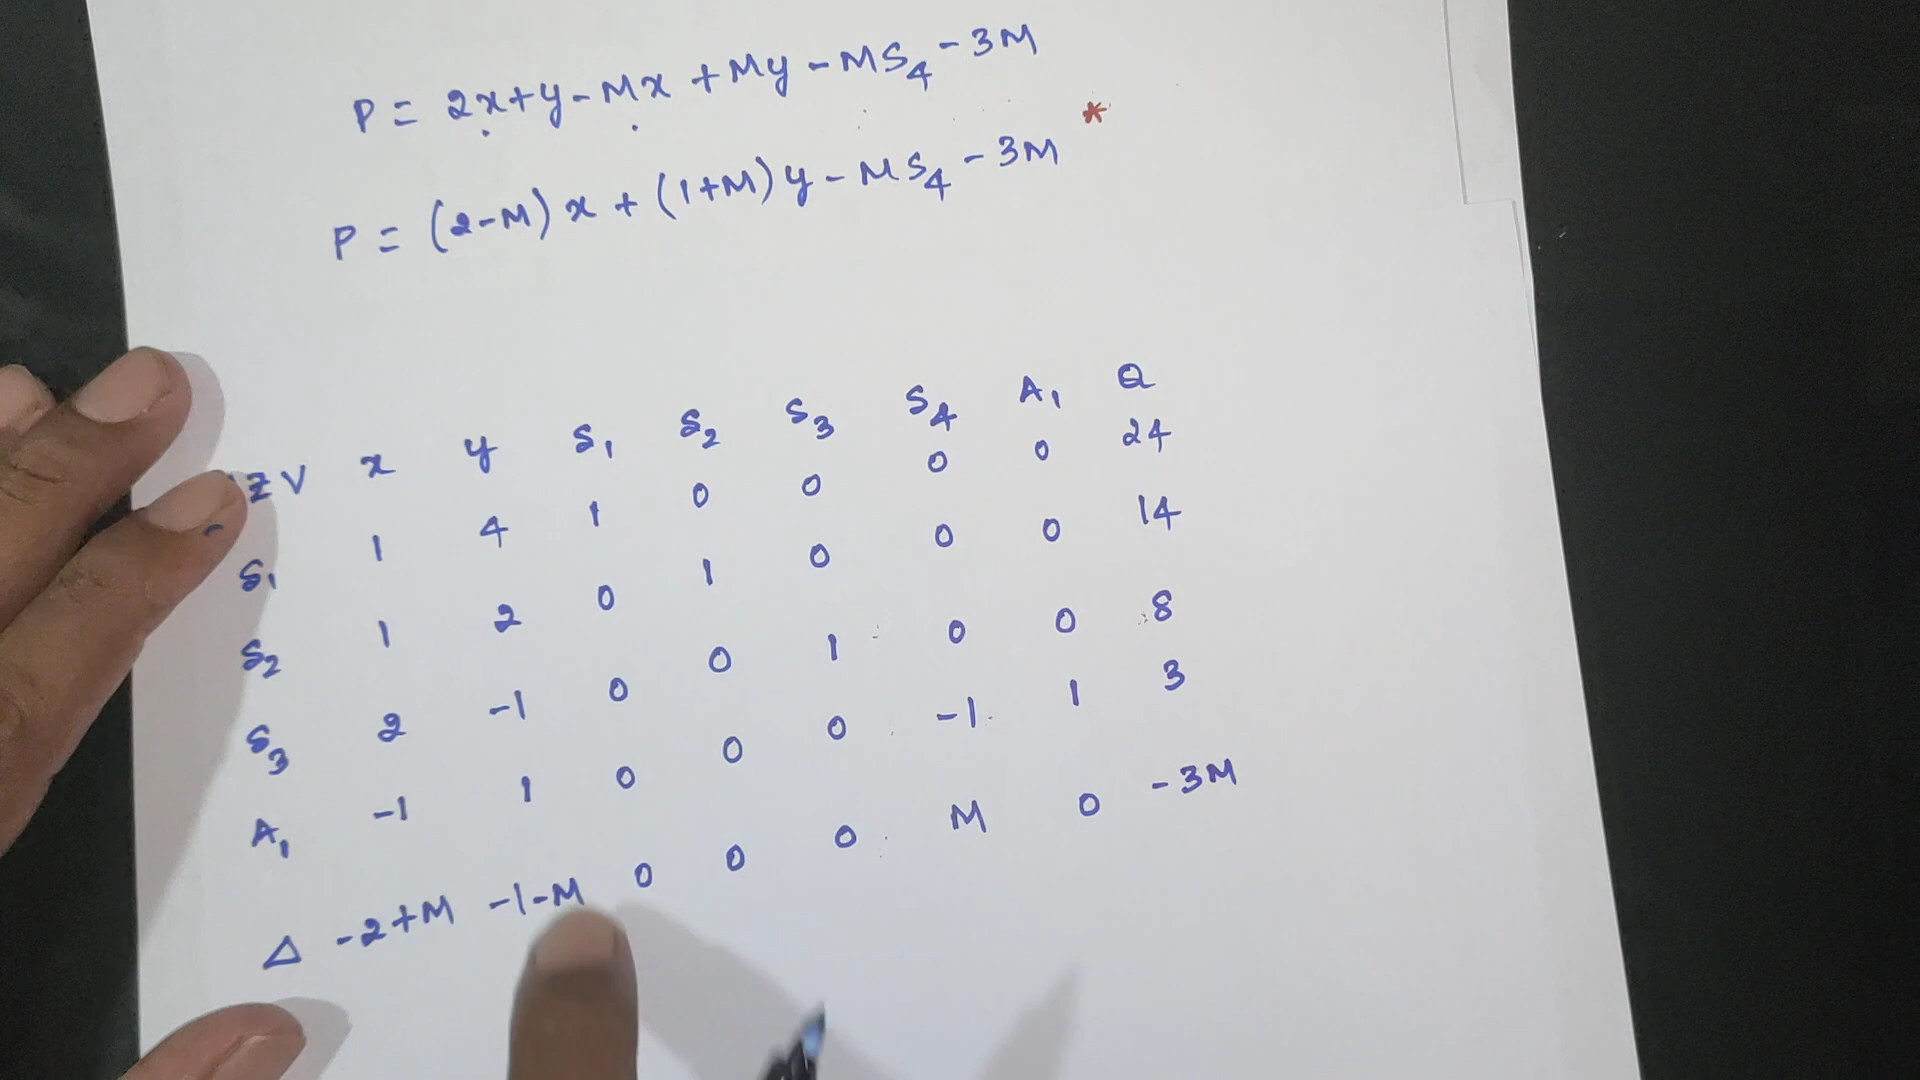 P = 2x+y-Mx +My -MS₄ -3M
P = (2-M) x + (1+M) y - MS₄ - 3M *
ZV x y S₁ S₂ S₃ S₄ A₁ Q
S₁ 1 4 1 0 0 0 0 24
S₂ 1 2 0 1 0 0 0 14
S₃ 2 -1 0 0 1 0 0 8
A₁ -1 1 0 0 0 -1 1 3
Δ -2+M -1-M 0 0 0 M 0 -3M